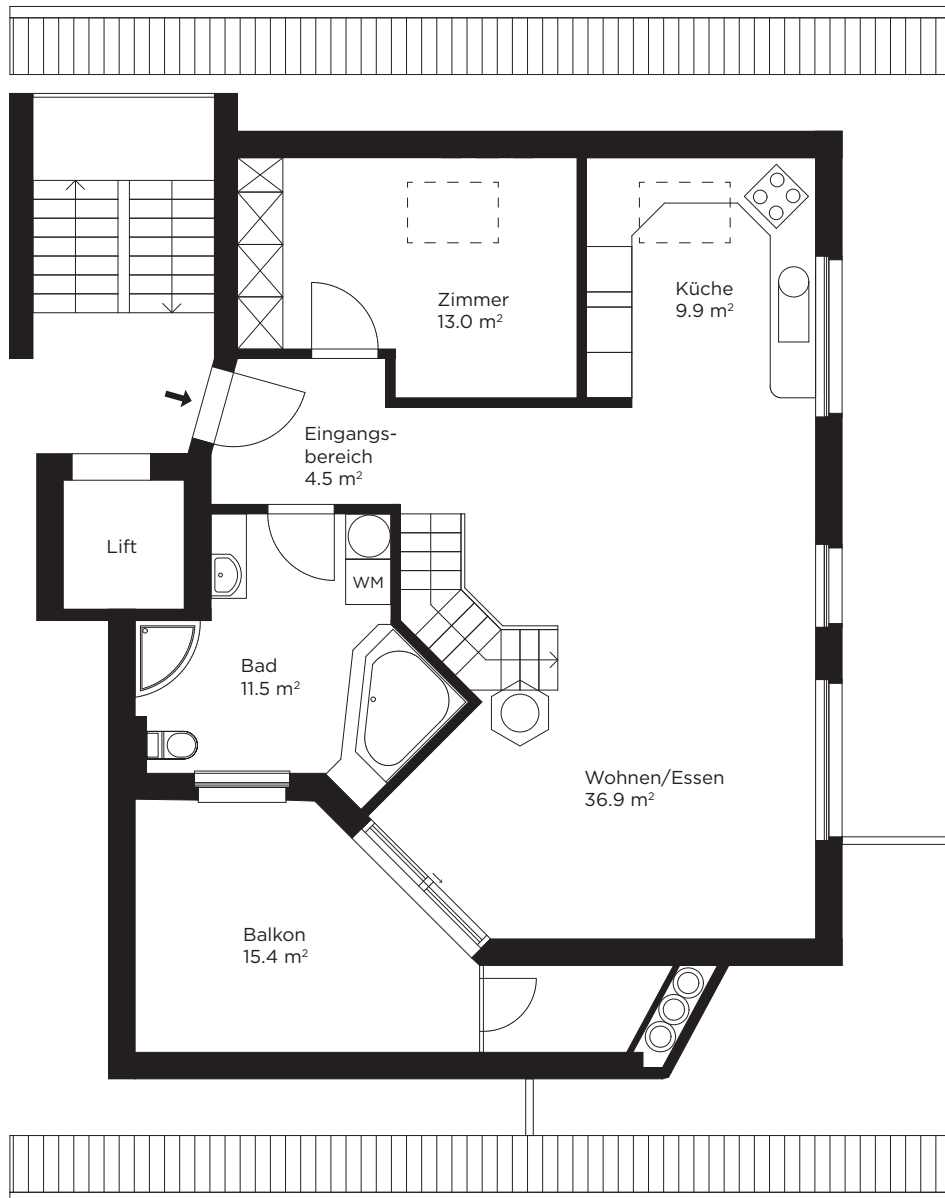 Zimmer
13.0 m²
Küche
9.9 m²
Eingangs-
bereich
4.5 m²
Lift
WM
Bad
11.5 m²
Wohnen/Essen
36.9 m²
Balkon
15.4 m²